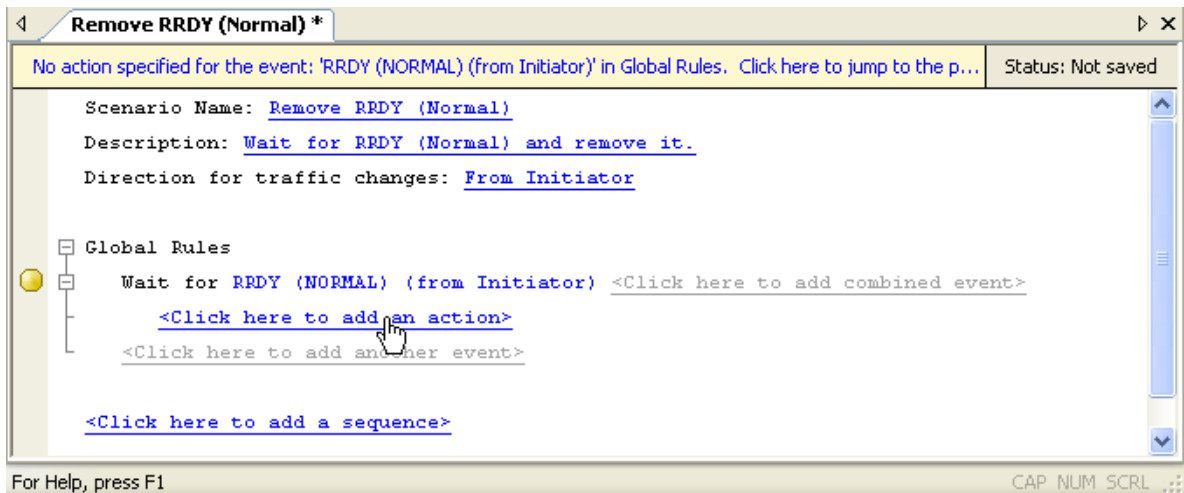 Remove RRDY (Normal) *
No action specified for the event: 'RRDY (NORMAL) (from Initiator)' in Global Rules. Click here to jump to the p... Status: Not saved
Scenario Name: Remove RRDY (Normal)
Description: Wait for RRDY (Normal) and remove it.
Direction for traffic changes: From Initiator
Global Rules
Wait for RRDY (NORMAL) (from Initiator) <Click here to add combined event>
<Click here to add an action>
<Click here to add another event>
<Click here to add a sequence>
For Help, press F1 CAP NUM SCRL